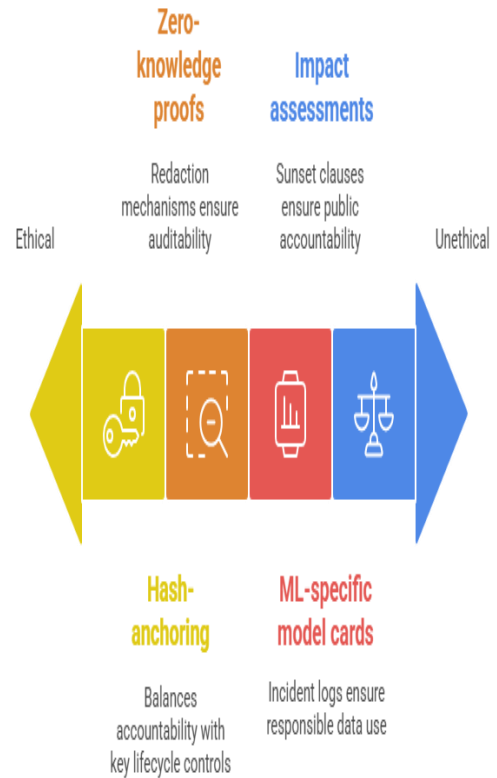 Zero-
knowledge
proofs
Impact
assessments
Redaction
mechanisms ensure
auditability
Sunset clauses
ensure public
accountability
Ethical
Unethical
Hash-
anchoring
ML-specific
model cards
Balances
accountability with
key lifecycle controls
Incident logs ensure
responsible data use